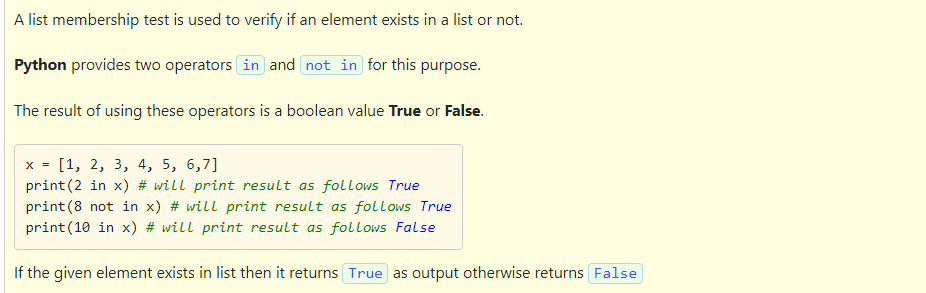 A list membership test is used to verify if an element exists in a list or not.
Python provides two operators in and not in for this purpose.
The result of using these operators is a boolean value True or False.
x = [1, 2, 3, 4, 5, 6,7]
print(2 in x) # will print result as follows True
print(8 not in x) # will print result as follows True
print(10 in x) # will print result as follows False
If the given element exists in list then it returns True as output otherwise returns False